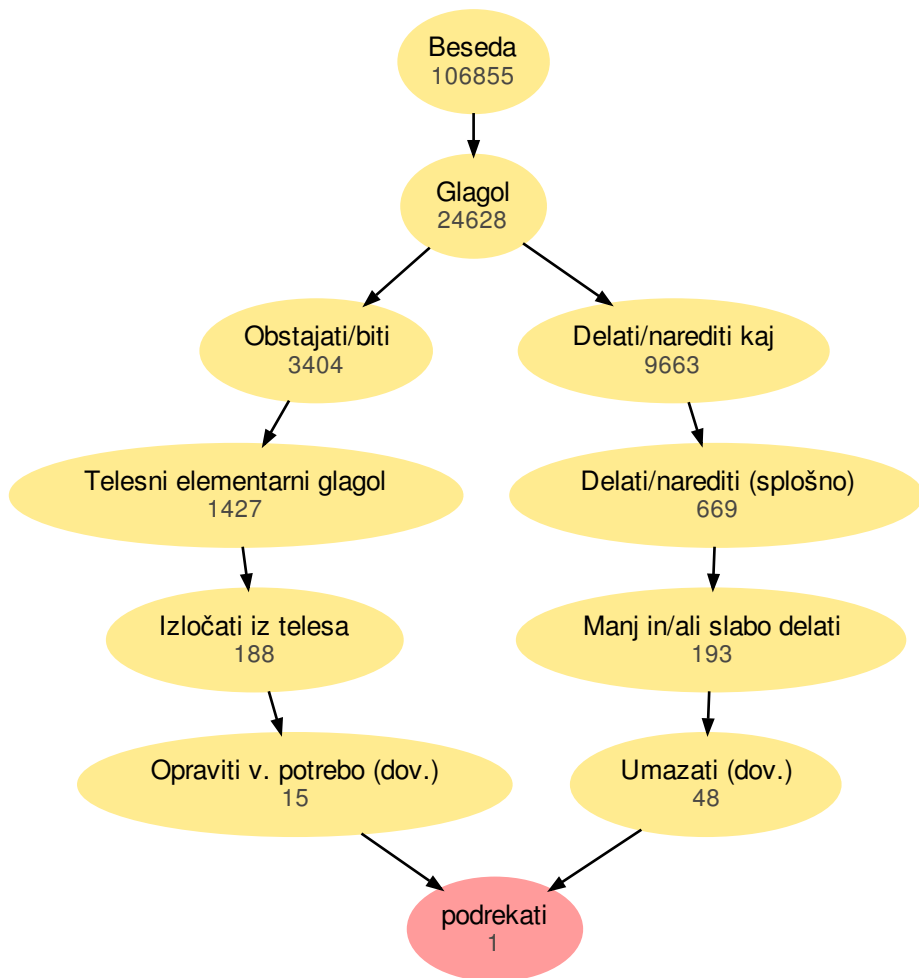 Beseda
106855
Glagol
24628
Obstajati/biti
3404
Delati/narediti kaj
9663
Telesni elementarni glagol
1427
Delati/narediti (splošno)
669
Izločati iz telesa
188
Manj in/ali slabo delati
193
Opraviti v. potrebo (dov.)
15
Umazati (dov.)
48
podrekati
1